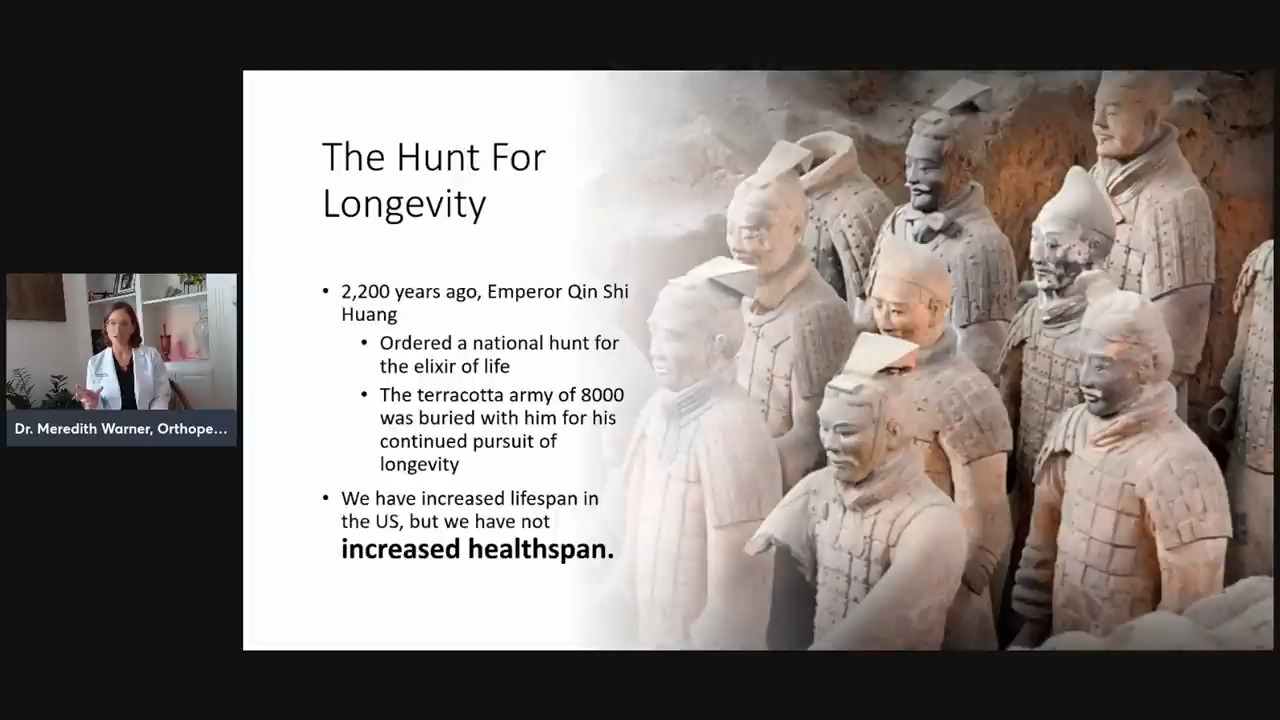 The Hunt For
Longevity
• 2,200 years ago, Emperor Qin Shi
Huang
• Ordered a national hunt for
the elixir of life
• The terracotta army of 8000
was buried with him for his
continued pursuit of
longevity
• We have increased lifespan in
the US, but we have not
increased healthspan.
Dr. Meredith Warner, Orthope...